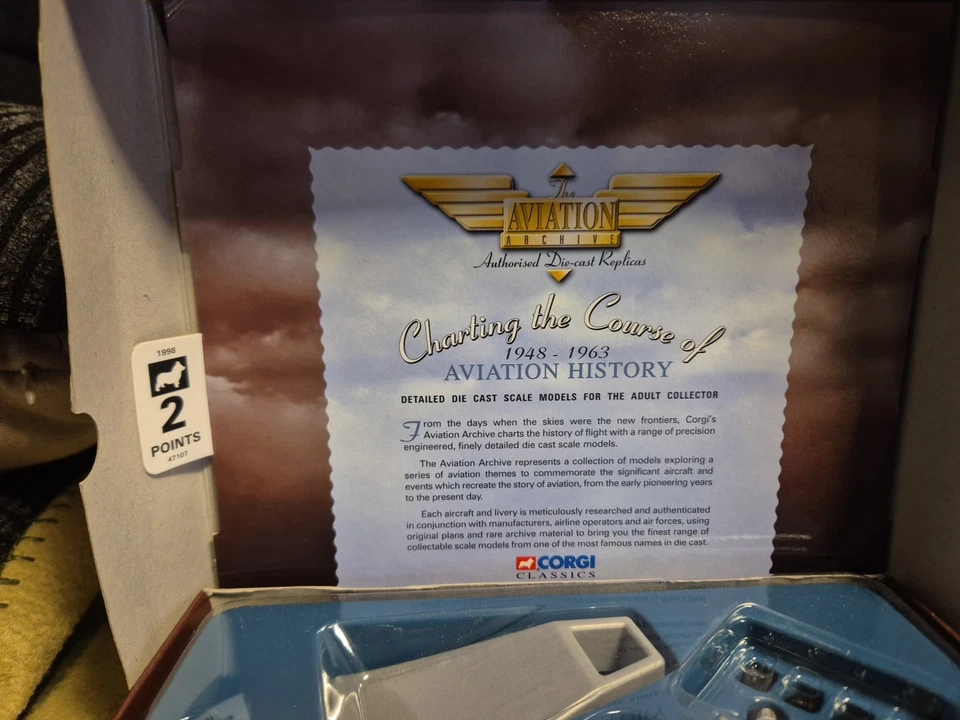 The
AVIATION
ARCHIVE
Authorised Die-cast Replicas
Charting the Course of
1948 - 1963
AVIATION HISTORY
DETAILED DIE CAST SCALE MODELS FOR THE ADULT COLLECTOR
From the days when the skies were the new frontiers, Corgi's
Aviation Archive charts the history of flight with a range of precision
engineered, finely detailed die cast scale models.
The Aviation Archive represents a collection of models exploring a
series of aviation themes to commemorate the significant aircraft and
events which recreate the story of aviation, from the early pioneering years
to the present day.
Each aircraft and livery is meticulously researched and authenticated
in conjunction with manufacturers, airline operators and air forces, using
original plans and rare archive material to bring you the finest range of
collectable scale models from one of the most famous names in die cast.
CORGI
CLASSICS
1998
2
POINTS
47107